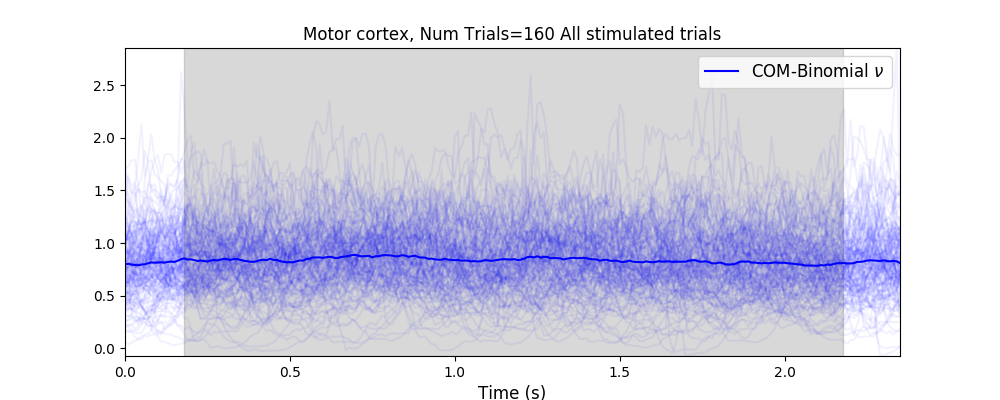 Motor cortex, Num Trials=160 All stimulated trials
COM-Binomial ν
2.5
2.0
1.5
1.0
0.5
0.0
0.0 0.5 1.0 1.5 2.0
Time (s)